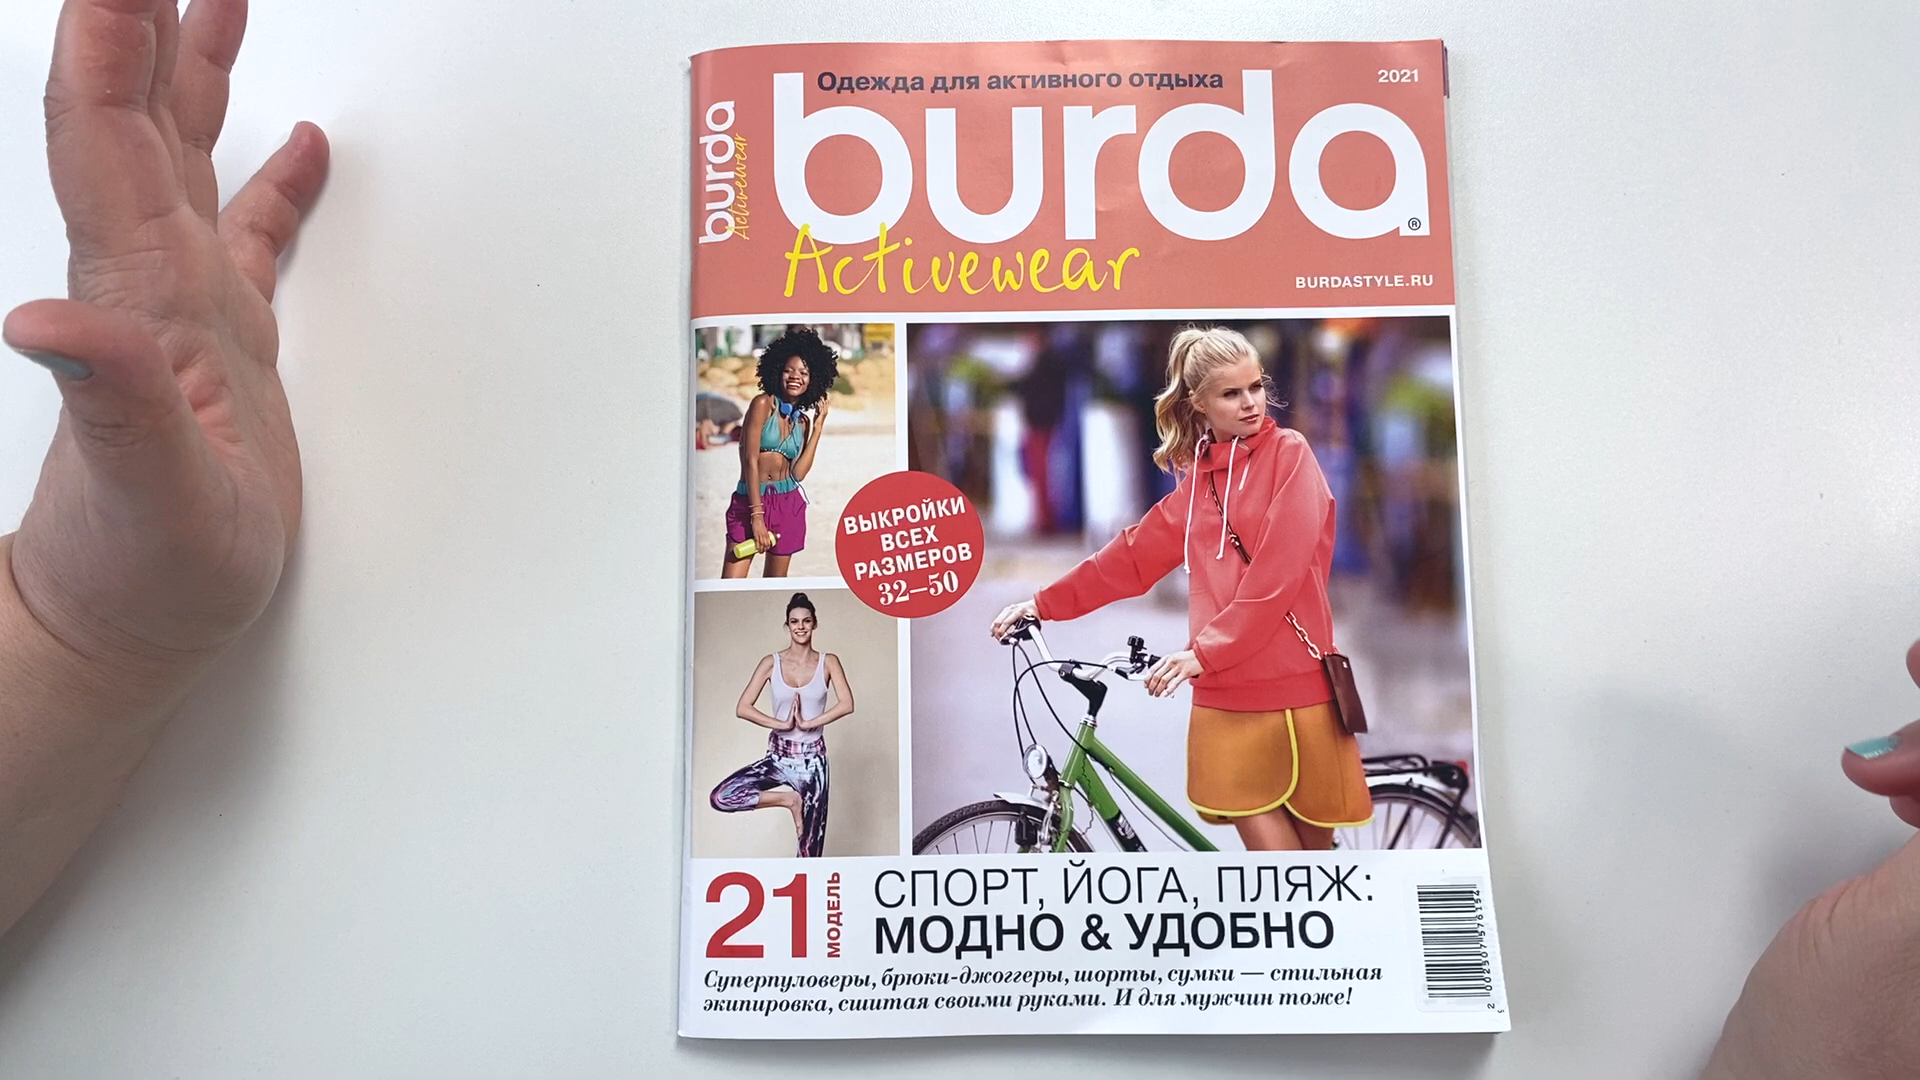 Одежда для активного отдыха
2021
burda
Activewear
burda
®
Activewear
BURDASTYLE.RU
ВЫКРОЙКИ
ВСЕХ
РАЗМЕРОВ
32–50
21
МОДЕЛЬ
СПОРТ, ЙОГА, ПЛЯЖ:
МОДНО & УДОБНО
Суперпуловеры, брюки-джоггеры, шорты, сумки — стильная
экипировка, сшитая своими руками. И для мужчин тоже!